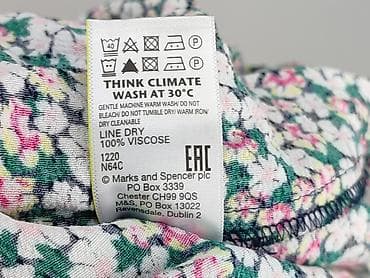 40
P
P
THINK CLIMATE
WASH AT 30°C
GENTLE MACHINE WARM WASH/ DO NOT
BLEACH/ DO NOT TUMBLE DRY/ WARM IRON/
DRY CLEANABLE
LINE DRY
100% VISCOSE
1220
N64C
EAC
© Marks and Spencer plc
PO Box 3339
Chester CH99 9QS
M&S, PO Box 13022
Ravensdale, Dublin 2